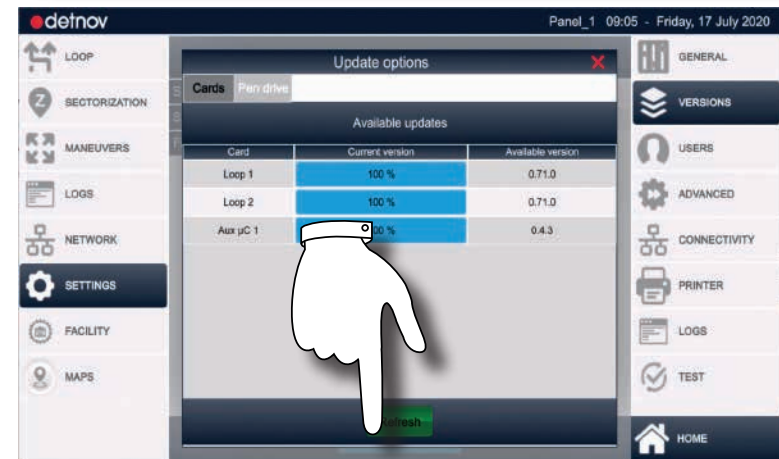 detnov
Panel_1 09:05 - Friday, 17 July 2020
LOOP
SECTORIZATION
MANEUVERS
LOGS
NETWORK
SETTINGS
FACILITY
MAPS
Update options
Cards Pen drive
Available updates
Card Current version Available version
Loop 1 100 % 0.71.0
Loop 2 100 % 0.71.0
Aux µC 1 100 % 0.4.3
Refresh
GENERAL
VERSIONS
USERS
ADVANCED
CONNECTIVITY
PRINTER
LOGS
TEST
HOME